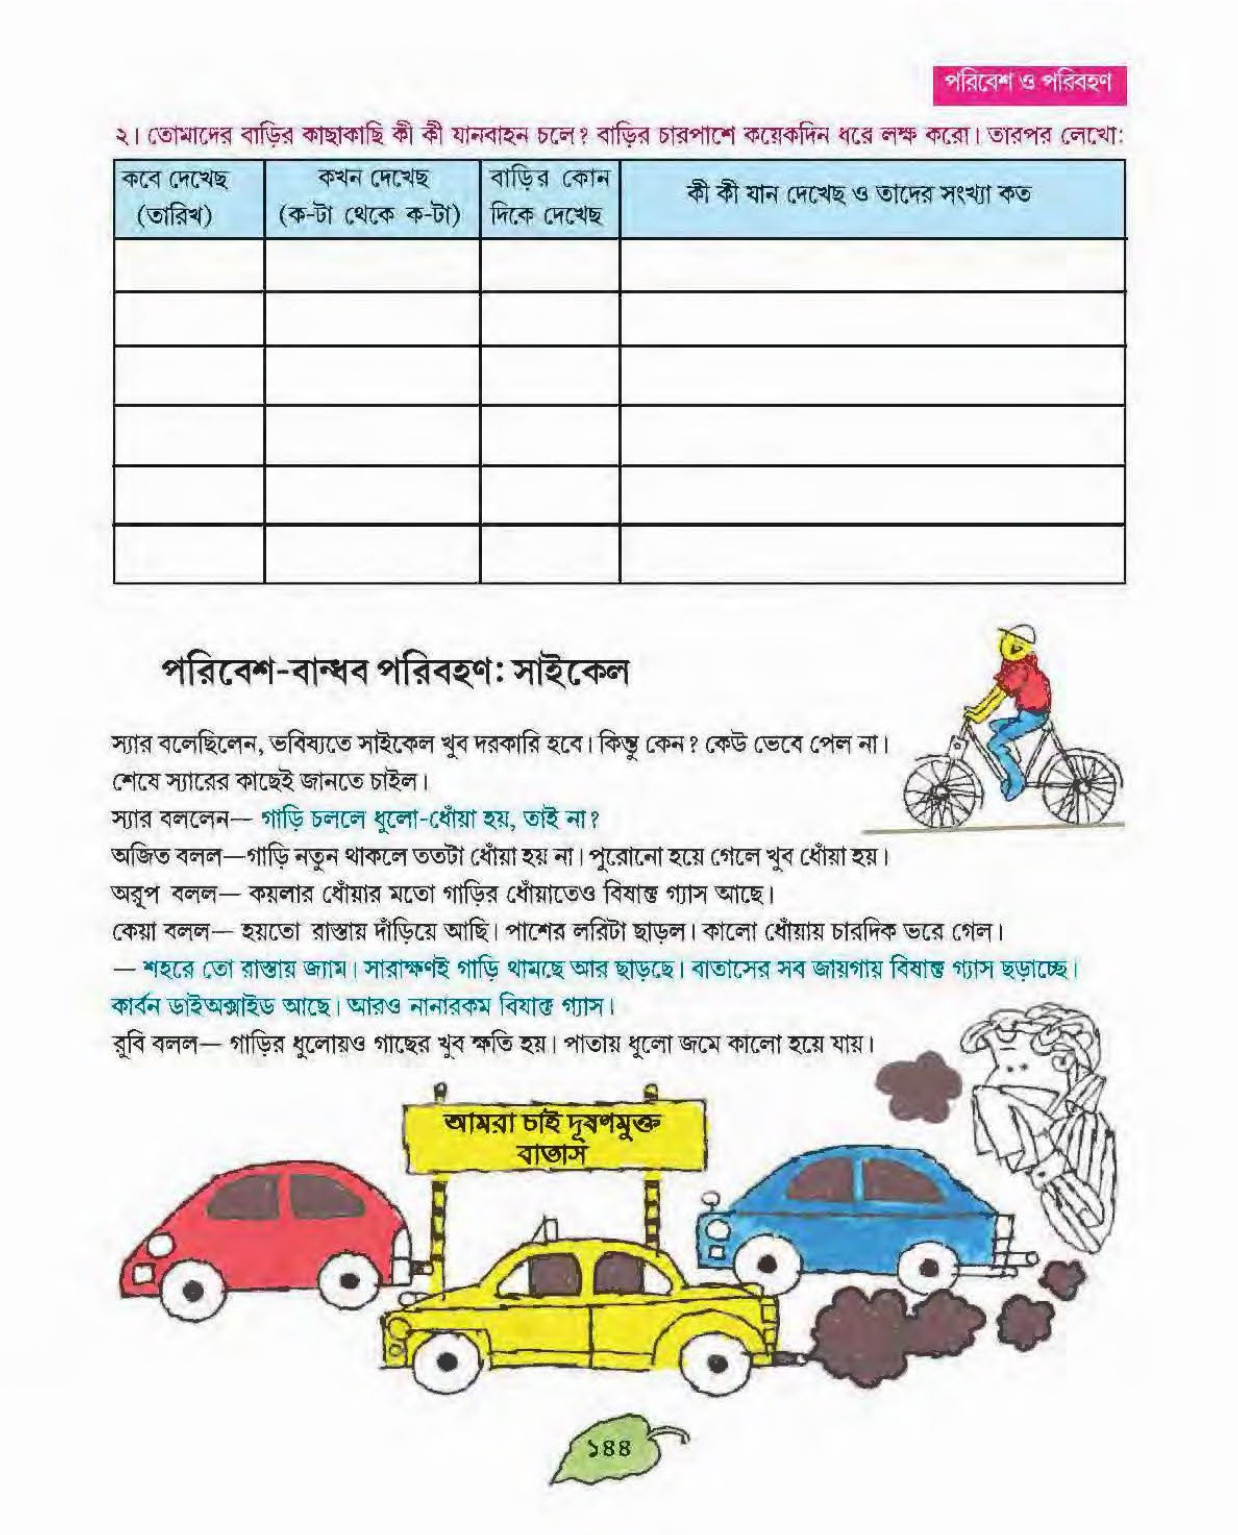 পরিবেশ ও পরিবহণ
২। তোমাদের বাড়ির কাছাকাছি কী কী যানবাহন চলে? বাড়ির চারপাশে কয়েকদিন ধরে লক্ষ করো। তারপর লেখো:
কবে দেখেছ
(তারিখ)
কখন দেখেছ
(ক-টা থেকে ক-টা)
বাড়ির কোন
দিকে দেখেছ
কী কী যান দেখেছ ও তাদের সংখ্যা কত
পরিবেশ-বান্ধব পরিবহণ: সাইকেল
স্যার বলেছিলেন, ভবিষ্যতে সাইকেল খুব দরকারি হবে। কিন্তু কেন? কেউ ভেবে পেল না।
শেষে স্যারের কাছেই জানতে চাইল।
স্যার বললেন— গাড়ি চললে ধুলো-ধোঁয়া হয়, তাই না?
অজিত বলল—গাড়ি নতুন থাকলে ততটা ধোঁয়া হয় না। পুরোনো হয়ে গেলে খুব ধোঁয়া হয়।
অরূপ বলল— কয়লার ধোঁয়ার মতো গাড়ির ধোঁয়াতেও বিষাক্ত গ্যাস আছে।
কেয়া বলল— হয়তো রাস্তায় দাঁড়িয়ে আছি। পাশের লরিটা ছাড়ল। কালো ধোঁয়ায় চারদিক ভরে গেল।
— শহরে তো রাস্তায় জ্যাম। সারাক্ষণই গাড়ি থামছে আর ছাড়ছে। বাতাসের সব জায়গায় বিষাক্ত গ্যাস ছড়াচ্ছে।
কার্বন ডাইঅক্সাইড আছে। আরও নানারকম বিষাক্ত গ্যাস।
রুবি বলল— গাড়ির ধুলোয়ও গাছের খুব ক্ষতি হয়। পাতায় ধুলো জমে কালো হয়ে যায়।
আমরা চাই দূষণমুক্ত
বাতাস
১৪৪